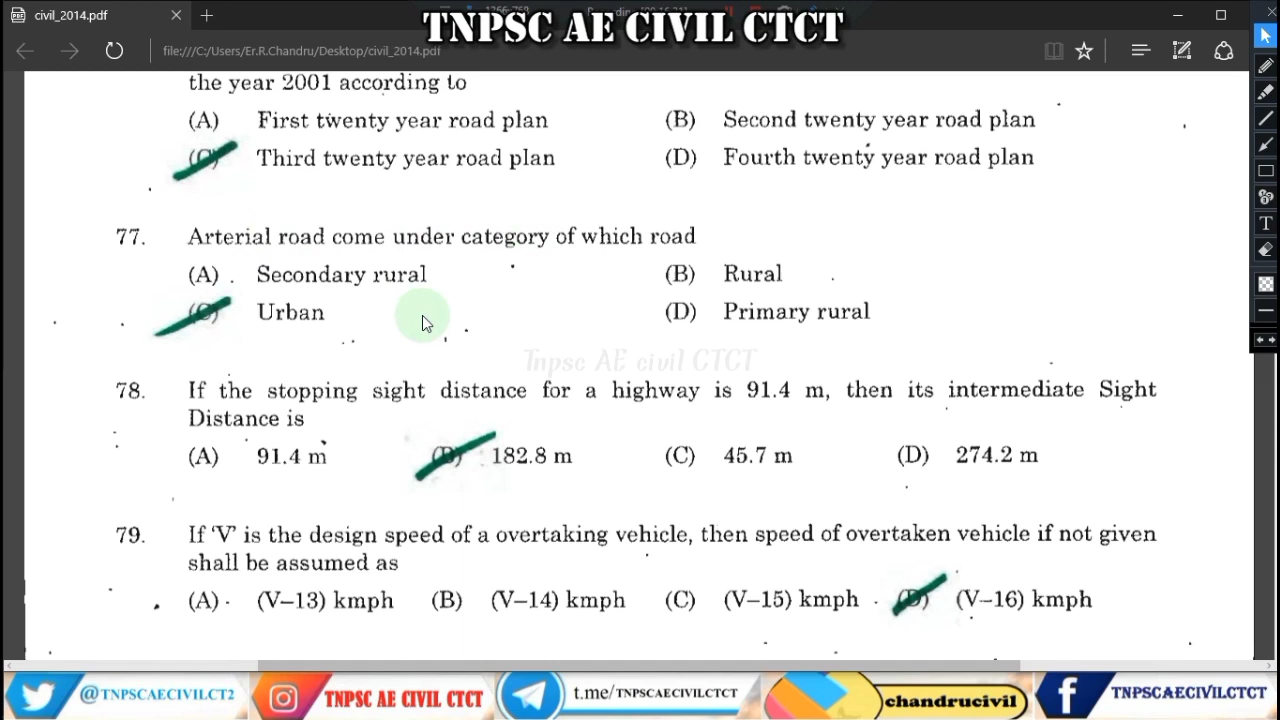 civil_2014.pdf
TNPSC AE CIVIL CTCT
file:///C:/Users/Er.R.Chandru/Desktop/civil_2014.pdf
the year 2001 according to
(A) First twenty year road plan (B) Second twenty year road plan
(C) Third twenty year road plan (D) Fourth twenty year road plan
77. Arterial road come under category of which road
(A) Secondary rural (B) Rural
(C) Urban (D) Primary rural
Tnpsc AE civil CTCT
78. If the stopping sight distance for a highway is 91.4 m, then its intermediate Sight
Distance is
(A) 91.4 m (B) 182.8 m (C) 45.7 m (D) 274.2 m
79. If 'V' is the design speed of a overtaking vehicle, then speed of overtaken vehicle if not given
shall be assumed as
(A) (V–13) kmph (B) (V–14) kmph (C) (V–15) kmph (D) (V–16) kmph
@TNPSCAECIVILCT2 TNPSC AE CIVIL CTCT t.me/TNPSCAECIVILCTCT chandrucivil TNPSCAECIVILCTCT